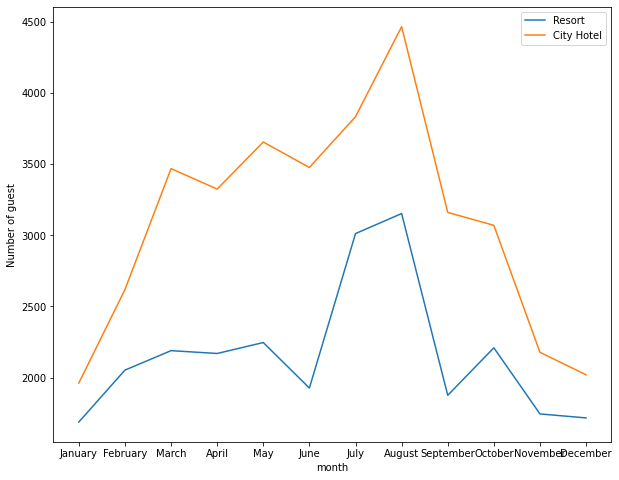 Resort
City Hotel
4500
4000
3500
3000
2500
2000
Number of guest
January February March April May June July August September October November December
month